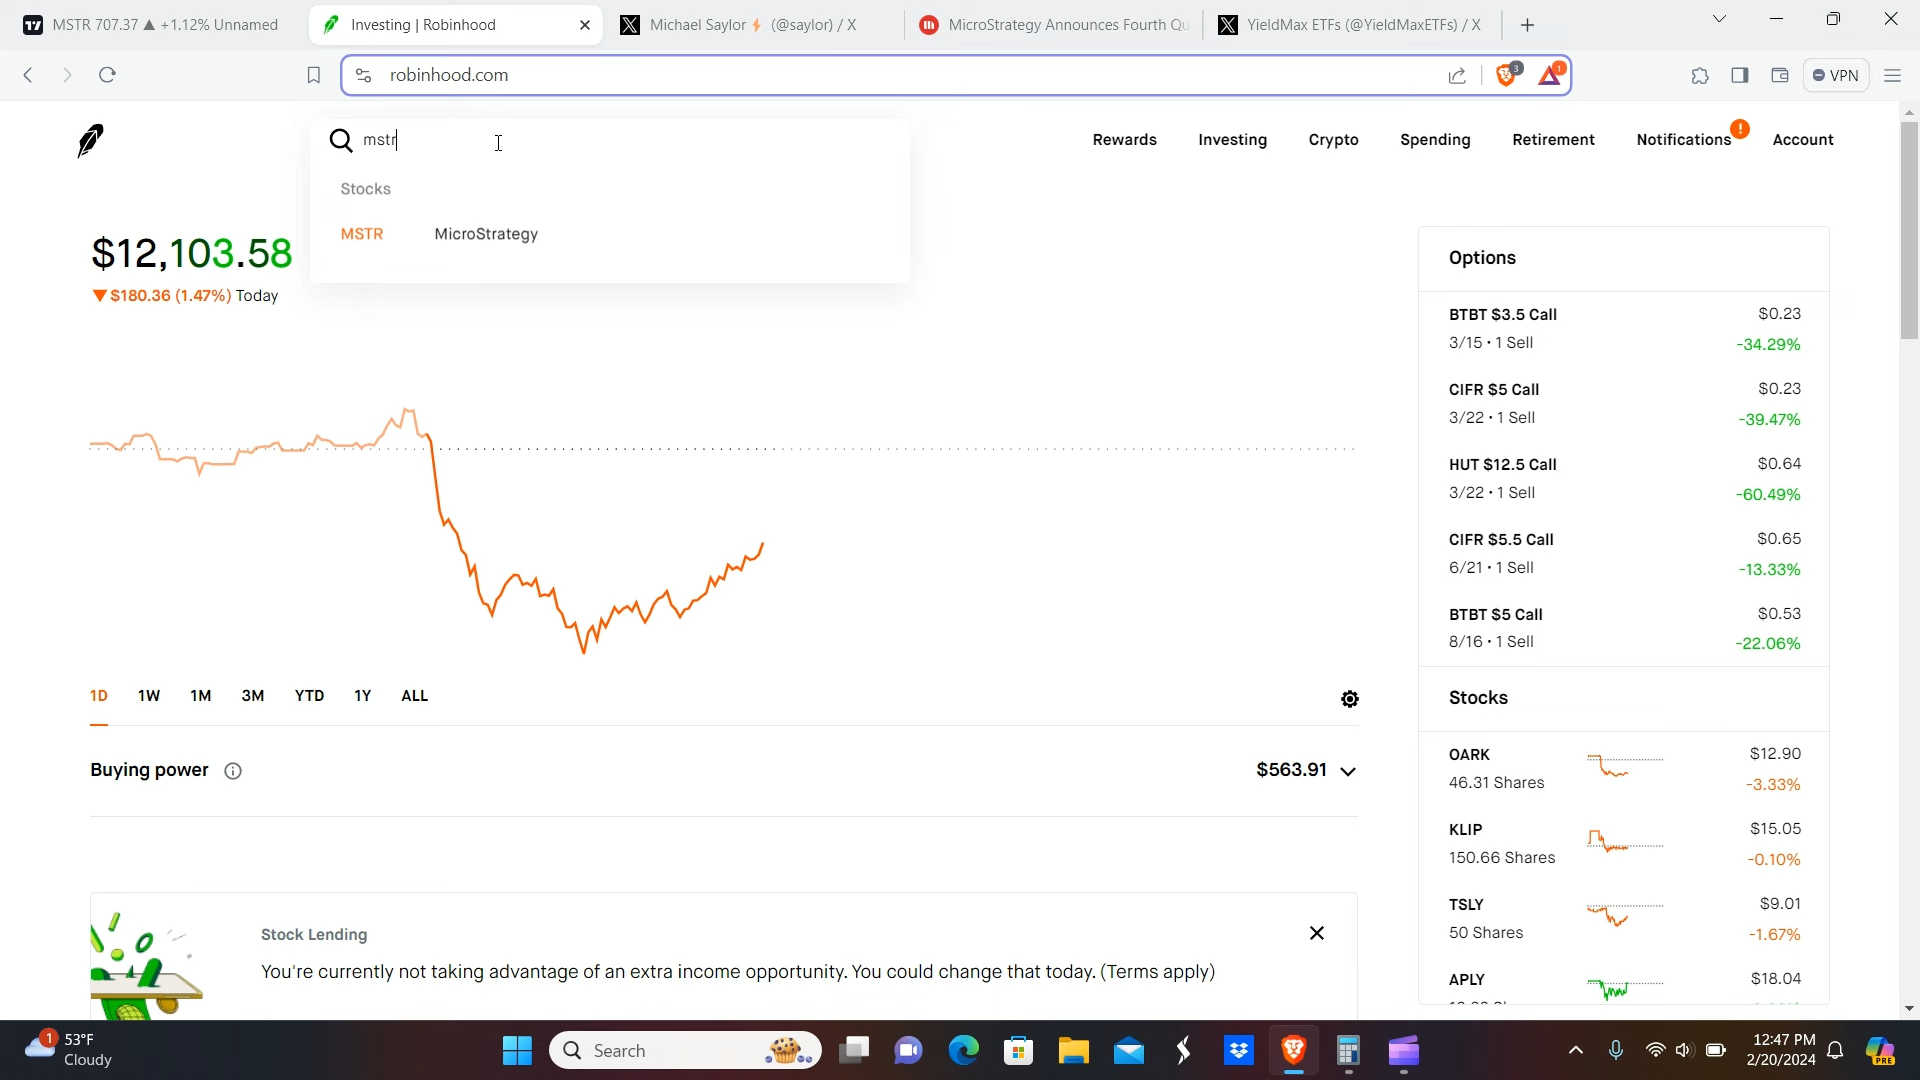 MSTR 707.37 ▲ +1.12% Unnamed
Investing | Robinhood
Michael Saylor⚡ (@saylor) / X
MicroStrategy Announces Fourth Qu
YieldMax ETFs (@YieldMaxETFs) / X
robinhood.com
3
1
VPN
mstr
Rewards
Investing
Crypto
Spending
Retirement
Notifications
!
Account
Stocks
MSTR MicroStrategy
$12,103.58
▼$180.36 (1.47%) Today
1D 1W 1M 3M YTD 1Y ALL
Buying power
$563.91
Stock Lending
You're currently not taking advantage of an extra income opportunity. You could change that today. (Terms apply)
Options
BTBT $3.5 Call $0.23
3/15 • 1 Sell -34.29%
CIFR $5 Call $0.23
3/22 • 1 Sell -39.47%
HUT $12.5 Call $0.64
3/22 • 1 Sell -60.49%
CIFR $5.5 Call $0.65
6/21 • 1 Sell -13.33%
BTBT $5 Call $0.53
8/16 • 1 Sell -22.06%
Stocks
OARK $12.90
46.31 Shares -3.33%
KLIP $15.05
150.66 Shares -0.10%
TSLY $9.01
50 Shares -1.67%
APLY $18.04
1
53°F
Cloudy
Search
12:47 PM
2/20/2024
PRE